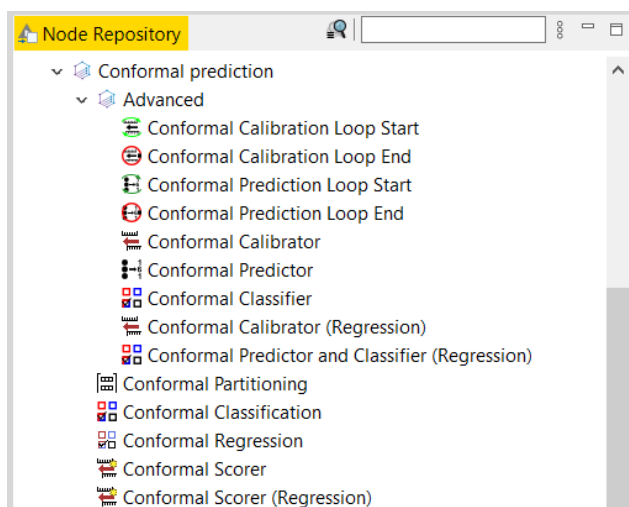 Node Repository
Conformal prediction
Advanced
Conformal Calibration Loop Start
Conformal Calibration Loop End
Conformal Prediction Loop Start
Conformal Prediction Loop End
Conformal Calibrator
Conformal Predictor
Conformal Classifier
Conformal Calibrator (Regression)
Conformal Predictor and Classifier (Regression)
Conformal Partitioning
Conformal Classification
Conformal Regression
Conformal Scorer
Conformal Scorer (Regression)